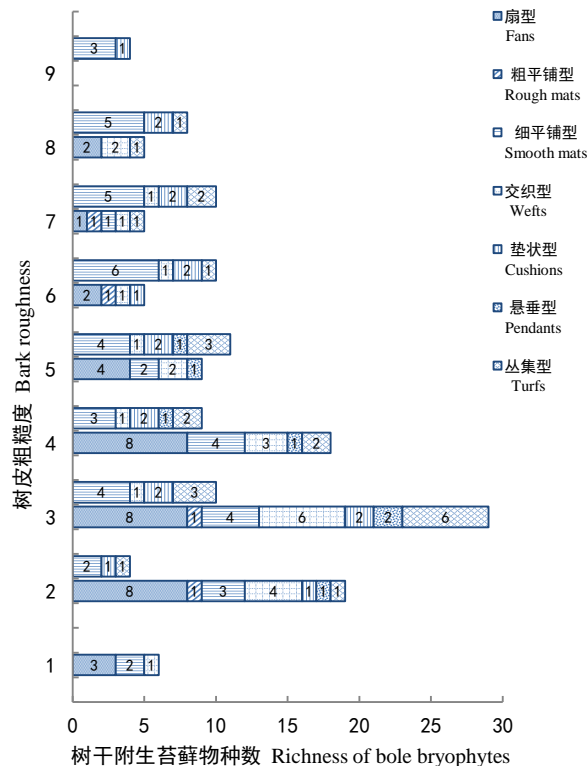 扇型
Fans
粗平铺型
Rough mats
细平铺型
Smooth mats
交织型
Wefts
垫状型
Cushions
悬垂型
Pendants
丛集型
Turfs
树皮粗糙度 Bark roughness
9
3 1
8
5 2 1
2 2 1
7
5 1 2 2
1 1 1 1 1
6
6 1 2 1
2 1 1 1
5
4 1 2 1 3
4 2 2 1
4
3 1 2 1 2
8 4 3 1 2
3
4 1 2 3
8 1 4 6 2 2 6
2
2 1 1
8 1 3 4 1 1 1
1
3 2 1
0 5 10 15 20 25 30
树干附生苔藓物种数 Richness of bole bryophytes